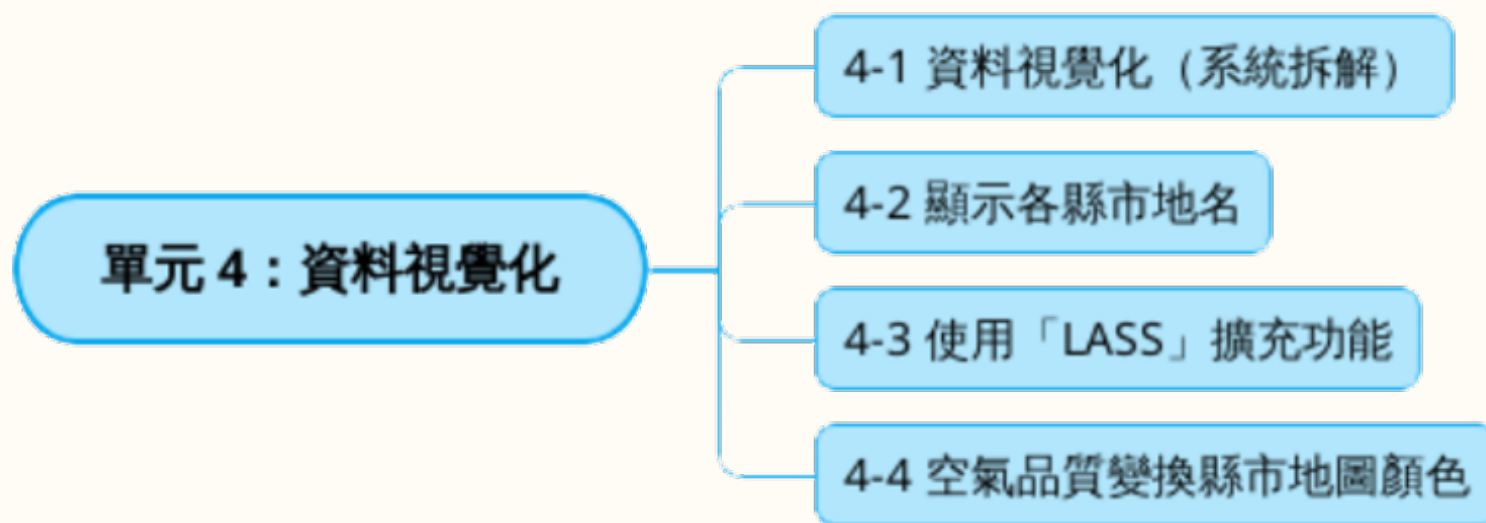 單元 4：資料視覺化
4-1 資料視覺化（系統拆解）
4-2 顯示各縣市地名
4-3 使用「LASS」擴充功能
4-4 空氣品質變換縣市地圖顏色